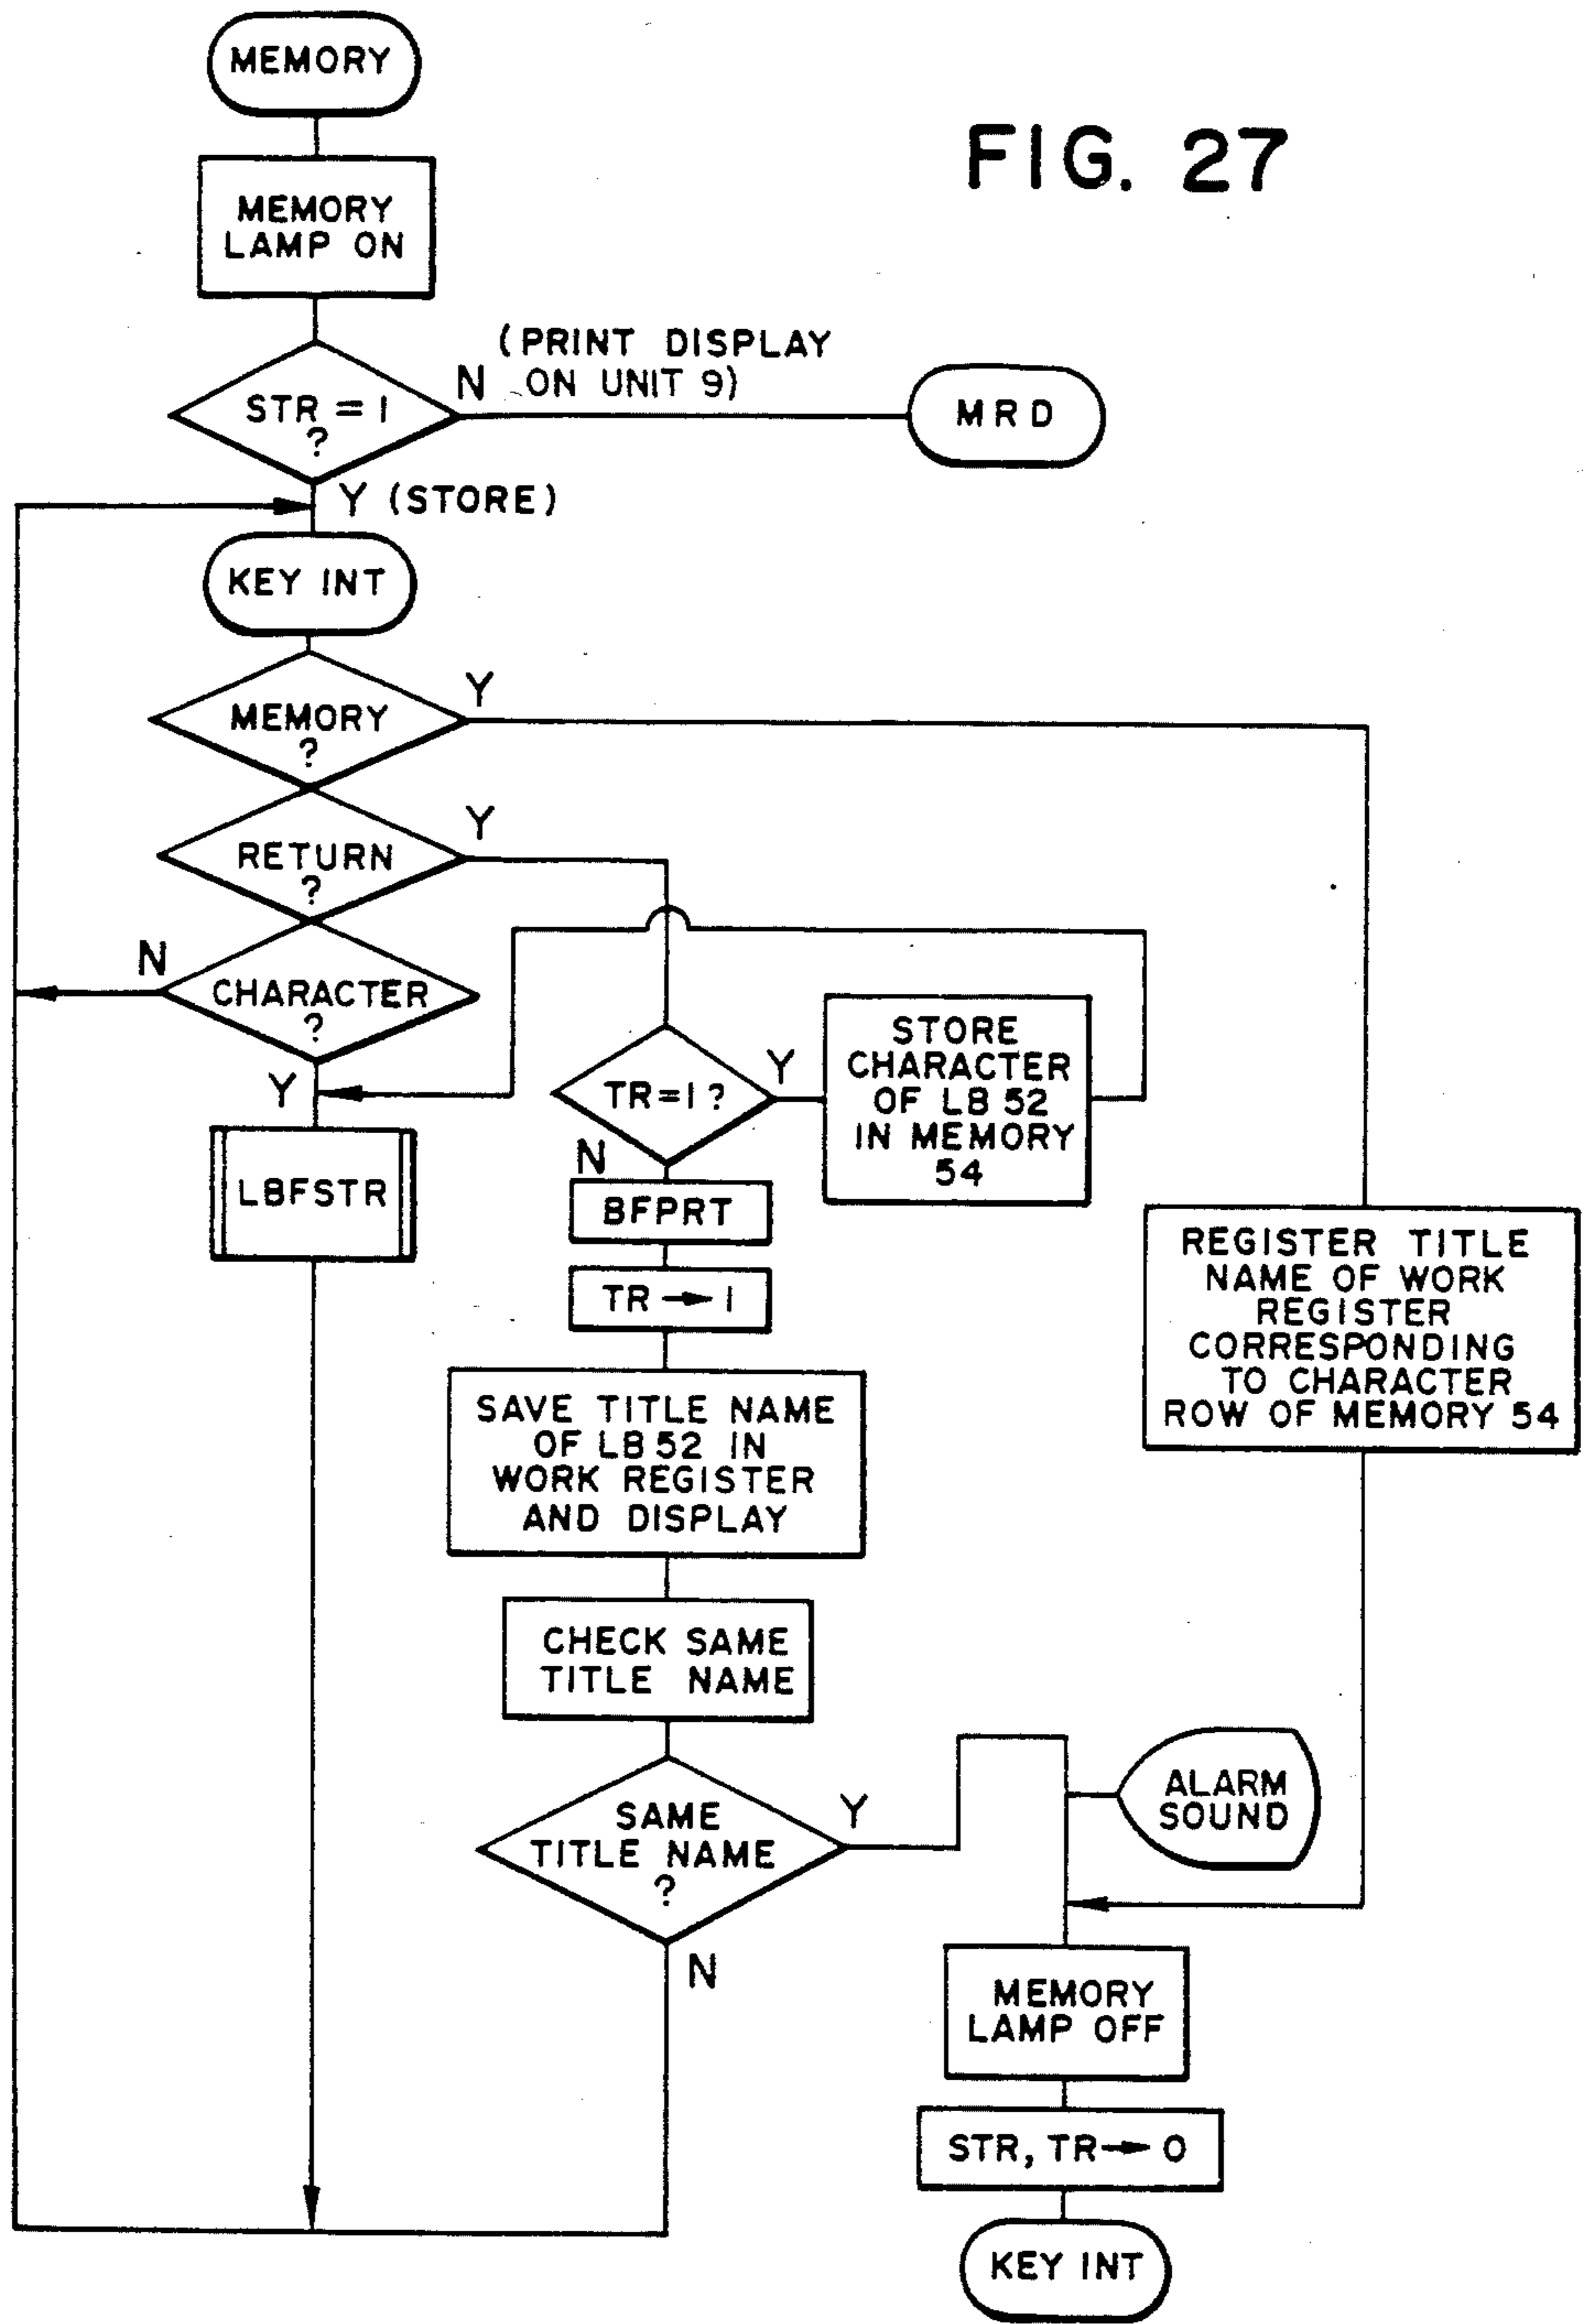 MEMORY
FIG. 27
MEMORY
LAMP ON
(PRINT DISPLAY
ON UNIT 9)
N
STR = 1
?
MRD
Y (STORE)
KEY INT
Y
MEMORY
?
Y
RETURN
?
N
CHARACTER
?
Y
TR=1 ?
Y
STORE
CHARACTER
OF LB 52
IN MEMORY
54
N
LBFSTR
BFPRT
TR → 1
REGISTER TITLE
NAME OF WORK
REGISTER
CORRESPONDING
TO CHARACTER
ROW OF MEMORY 54
SAVE TITLE NAME
OF LB 52 IN
WORK REGISTER
AND DISPLAY
CHECK SAME
TITLE NAME
SAME
TITLE NAME
?
Y
ALARM
SOUND
N
MEMORY
LAMP OFF
STR, TR → 0
KEY INT